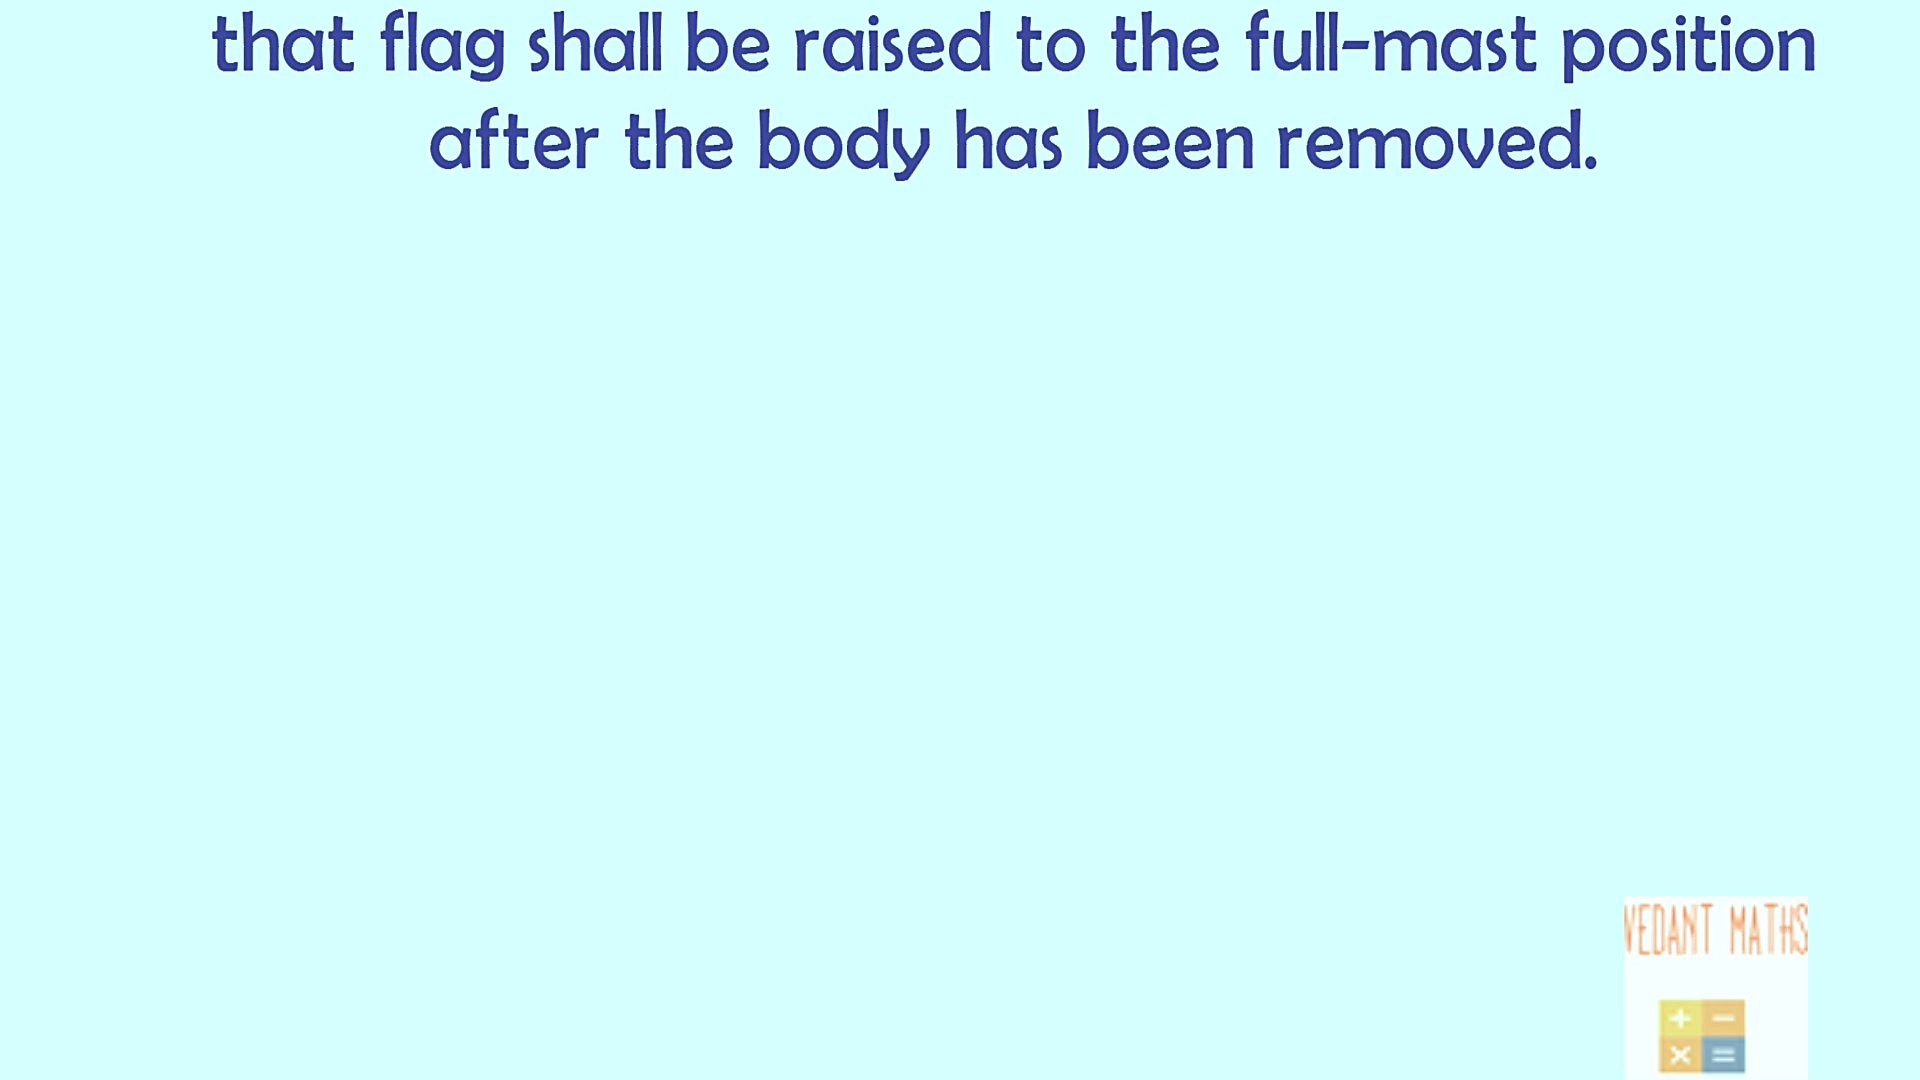 that flag shall be raised to the full-mast position
after the body has been removed.
VEDANT MATHS
+ −
× =